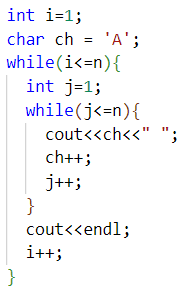 int i=1;
char ch = 'A';
while(i<=n){
  int j=1;
  while(j<=n){
    cout<<ch<<" ";
    ch++;
    j++;
  }
  cout<<endl;
  i++;
}